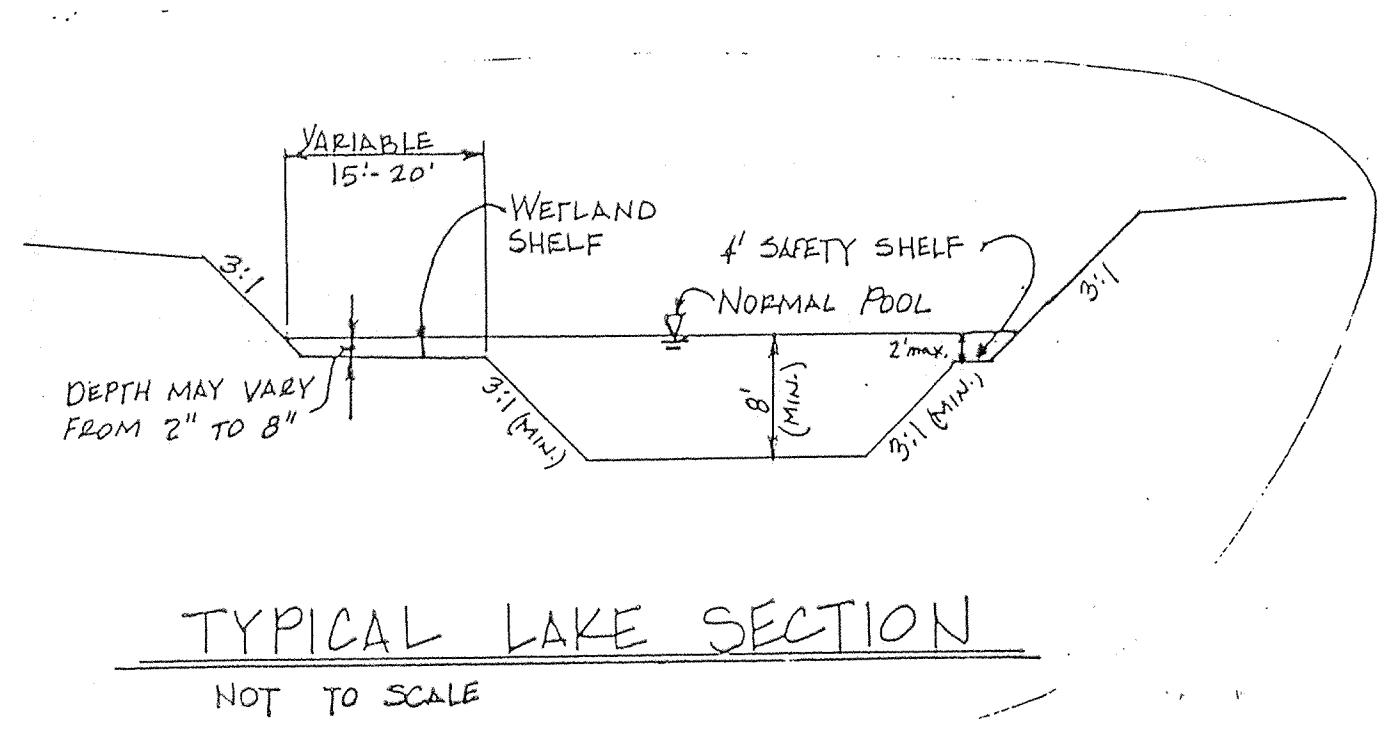 VARIABLE
15'- 20'
WETLAND
SHELF
4' SAFETY SHELF
NORMAL POOL
3:1
3:1
2'max.
DEPTH MAY VARY
FROM 2" TO 8"
3:1 (MIN.)
8'
(MIN.)
3:1 (MIN.)
TYPICAL LAKE SECTION
NOT TO SCALE